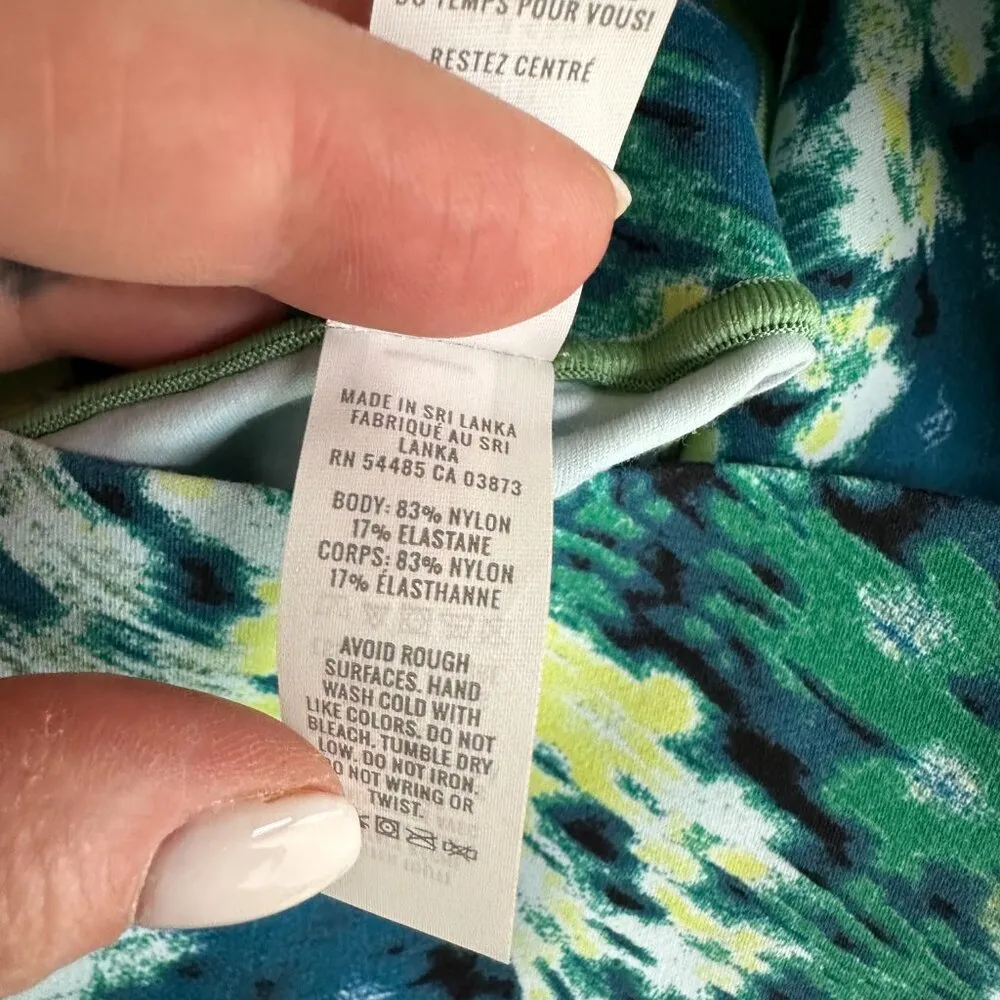 DU TEMPS POUR VOUS!
RESTEZ CENTRÉ
MADE IN SRI LANKA
FABRIQUÉ AU SRI
LANKA
RN 54485 CA 03873
BODY: 83% NYLON
17% ELASTANE
CORPS: 83% NYLON
17% ÉLASTHANNE
AVOID ROUGH
SURFACES. HAND
WASH COLD WITH
LIKE COLORS. DO NOT
BLEACH. TUMBLE DRY
LOW. DO NOT IRON.
DO NOT WRING OR
TWIST.